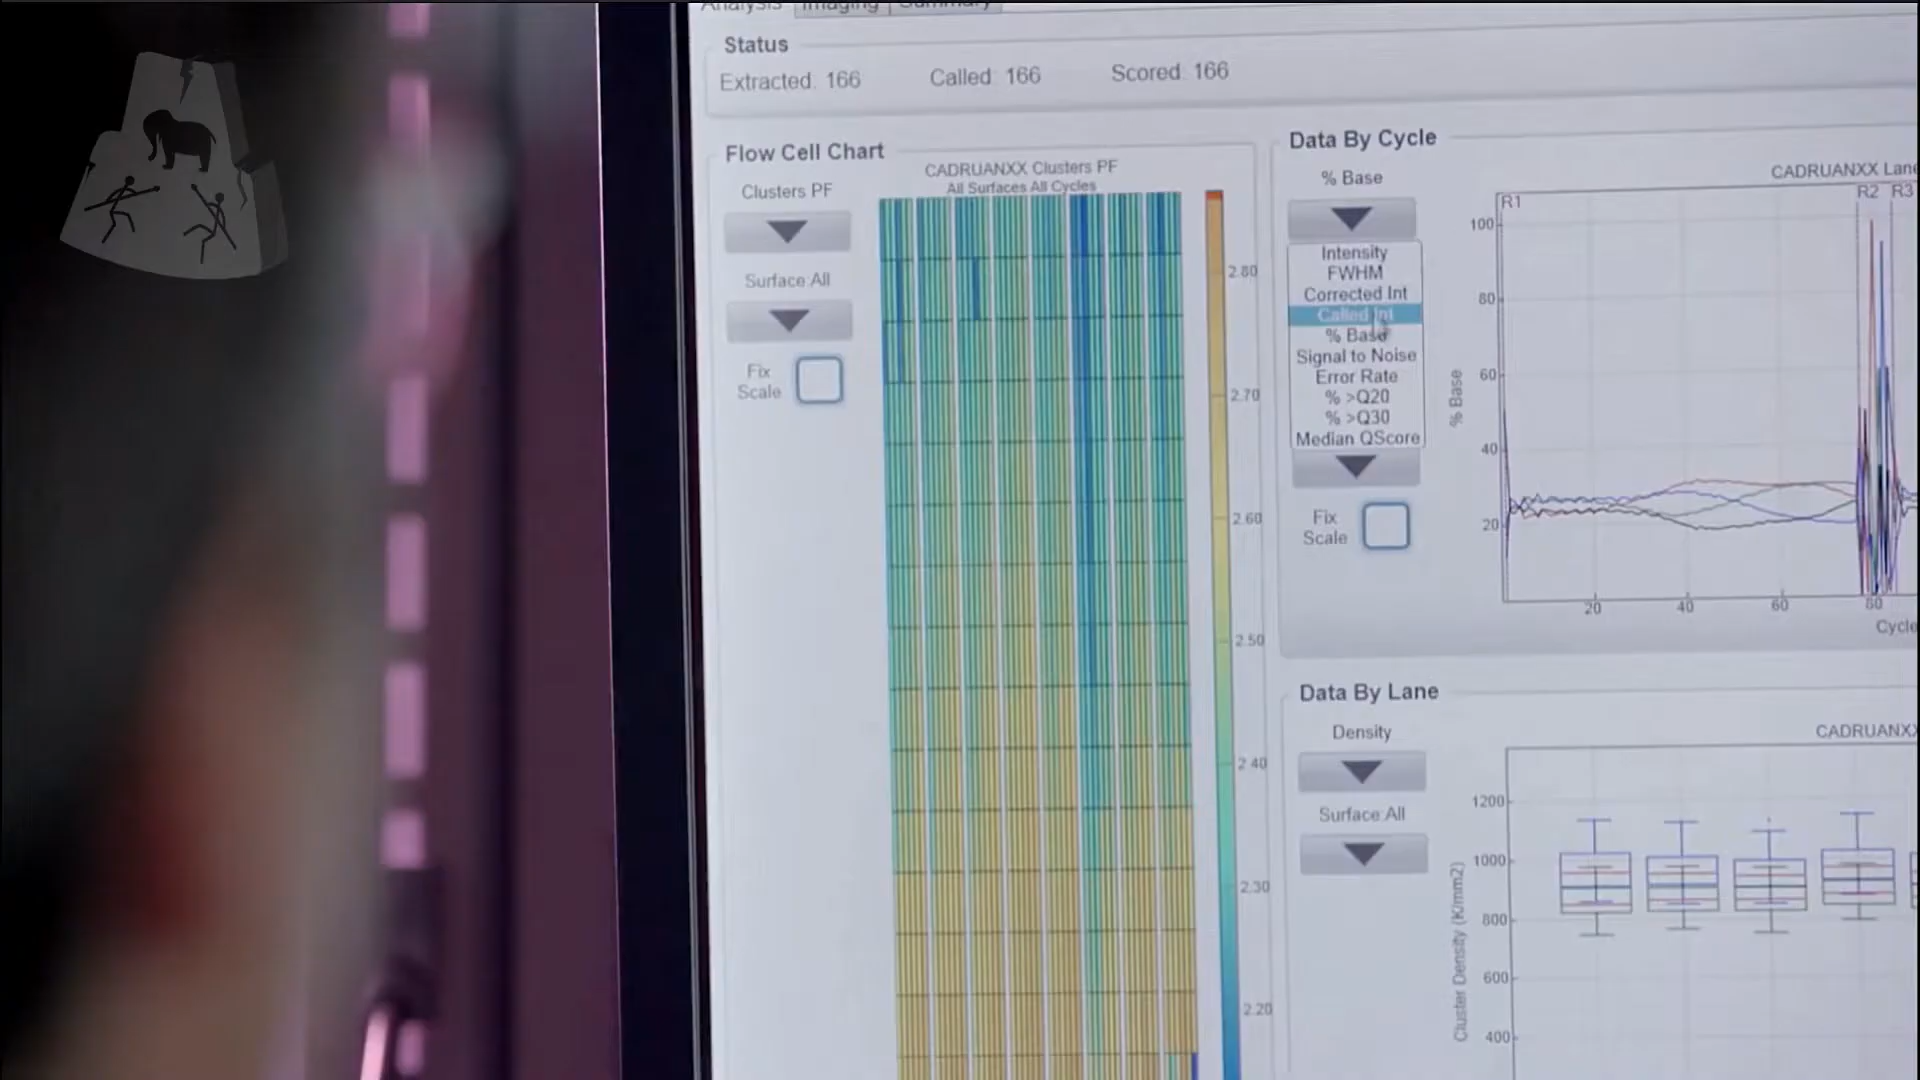 Analysis Imaging Summary
Status
Extracted: 166 Called: 166 Scored: 166
Flow Cell Chart
Clusters PF
Surface:All
Fix
Scale
CADRUANXX Clusters PF
All Surfaces All Cycles
2.80
2.70
2.60
2.50
2.40
2.30
2.20
Data By Cycle
% Base
Intensity
FWHM
Corrected Int
Called Int
% Base
Signal to Noise
Error Rate
% >Q20
% >Q30
Median QScore
Fix
Scale
CADRUANXX Lane
R1 R2 R3
100
80
60
40
20
% Base
20 40 60 80
Cycle
Data By Lane
Density
Surface:All
CADRUANXX
1200
1000
800
600
400
Cluster Density (K/mm2)